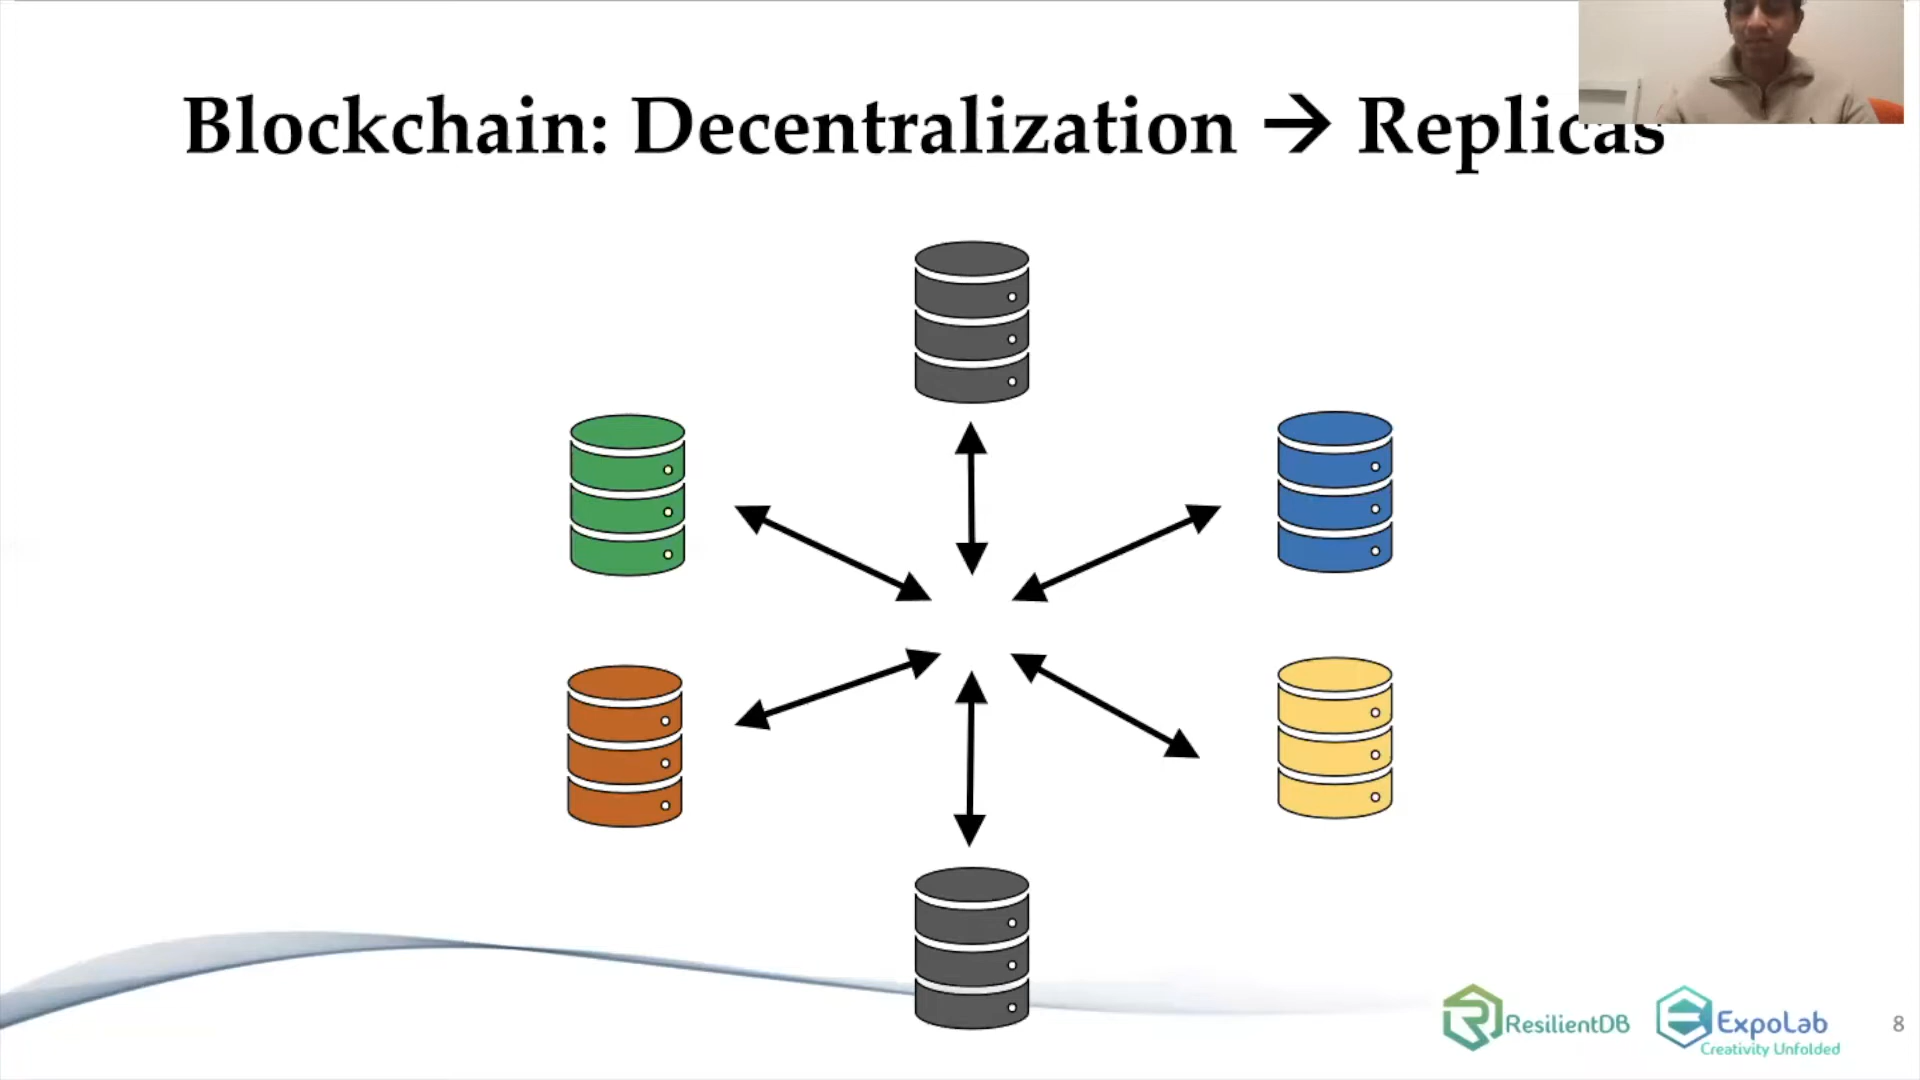 Blockchain: Decentralization → Replicas
ResilientDB
ExpoLab
Creativity Unfolded
8